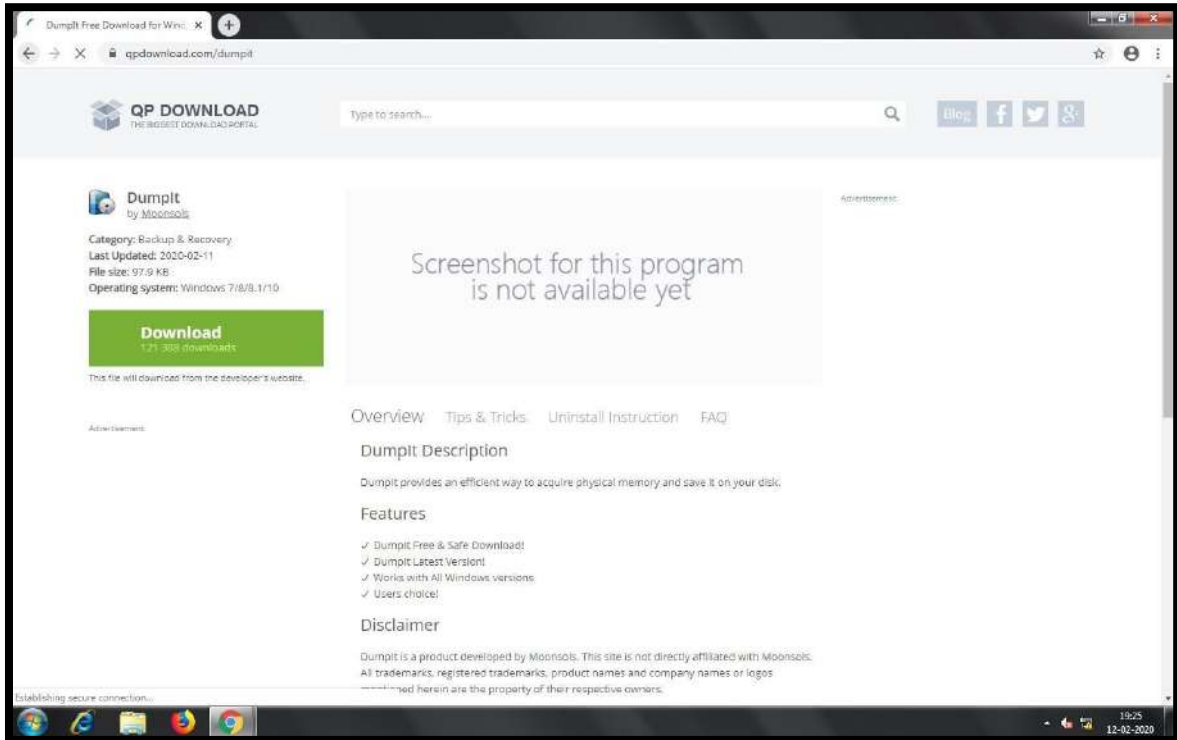 DumpIt Free Download for Wind
qpdownload.com/dumpit
QP DOWNLOAD
THE BIGGEST DOWNLOAD PORTAL
Type to search...
Blog
DumpIt
by Moonsols
Category: Backup & Recovery
Last Updated: 2020-02-11
File size: 97.9 KB
Operating system: Windows 7/8/8.1/10
Download
121 388 downloads
This file will download from the developer's website.
Advertisement
Screenshot for this program
is not available yet
Advertisement
Overview Tips & Tricks Uninstall Instruction FAQ
DumpIt Description
DumpIt provides an efficient way to acquire physical memory and save it on your disk.
Features
✓ DumpIt Free & Safe Download!
✓ DumpIt Latest Version!
✓ Works with All Windows versions
✓ Users choice!
Disclaimer
DumpIt is a product developed by Moonsols. This site is not directly affiliated with Moonsols.
All trademarks, registered trademarks, product names and company names or logos
mentioned herein are the property of their respective owners.
Establishing secure connection...
19:25
12-02-2020